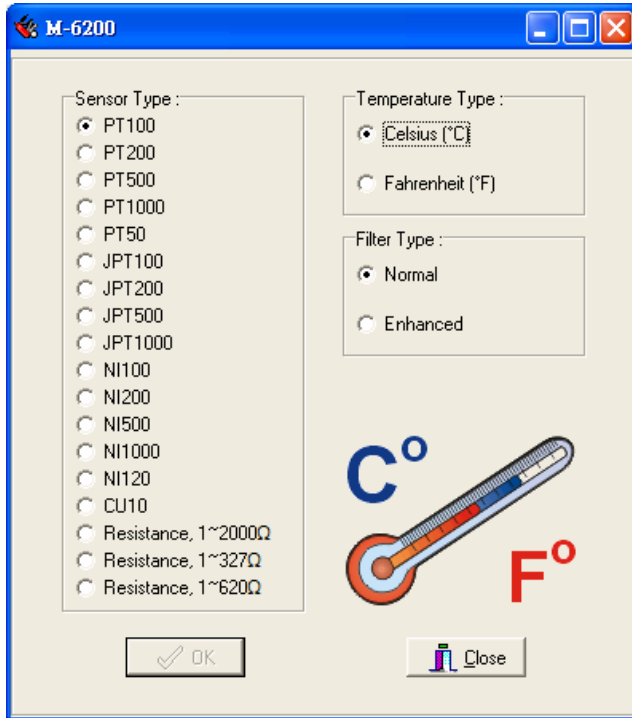 M-6200
Sensor Type :
PT100
PT200
PT500
PT1000
PT50
JPT100
JPT200
JPT500
JPT1000
NI100
NI200
NI500
NI1000
NI120
CU10
Resistance, 1~2000Ω
Resistance, 1~327Ω
Resistance, 1~620Ω
Temperature Type :
Celsius (°C)
Fahrenheit (°F)
Filter Type :
Normal
Enhanced
C°
F°
OK
Close